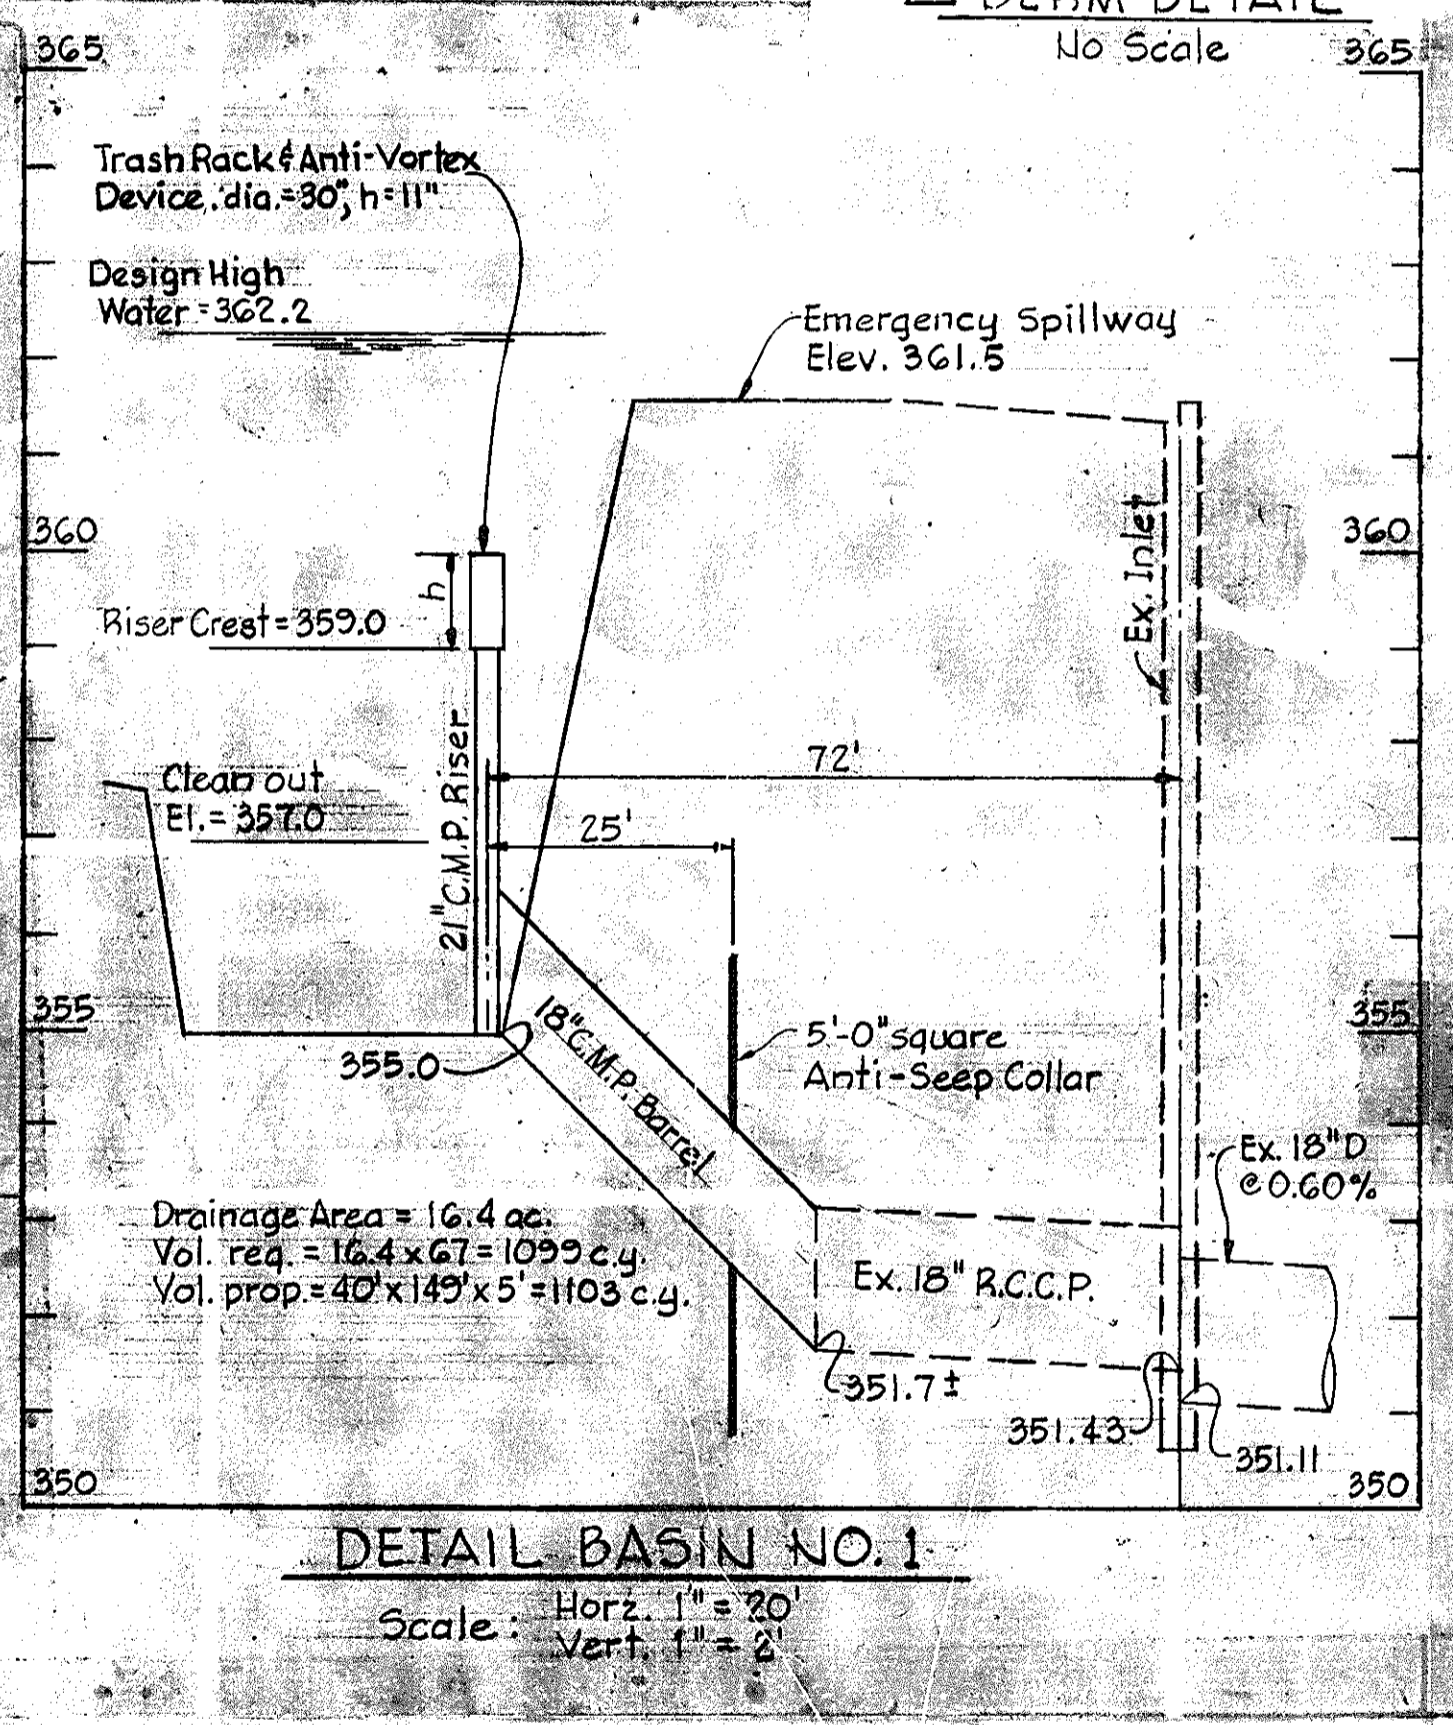 BERM DETAIL
No Scale
365
365
Trash Rack & Anti-Vortex
Device, dia.=30", h=11"
Design High
Water = 362.2
Emergency Spillway
Elev. 361.5
360
360
h
Ex. Inlet
Riser Crest = 359.0
21" C.M.P. Riser
72'
Clean out
El. = 357.0
25'
355
355
355.0
18" C.M.P. Barrel
5'-0" square
Anti-Seep Collar
Ex. 18" D
@ 0.60%
Drainage Area = 16.4 ac.
Vol. req. = 16.4 x 67 = 1099 c.y.
Vol. prop. = 40' x 149' x 5' = 1103 c.y.
Ex. 18" R.C.C.P.
351.7 ±
351.43
351.11
350
350
DETAIL BASIN NO. 1
Scale: Horz. 1" = 20'
Vert. 1" = 2'